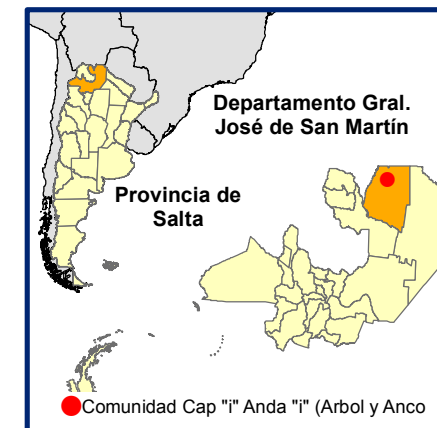 Departamento Gral.
José de San Martín
Provincia de
Salta
Comunidad Cap "i" Anda "i" (Arbol y Anco